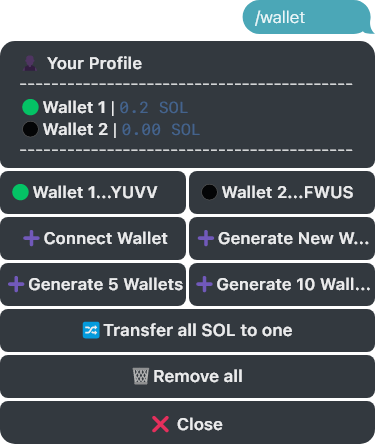 /wallet
Your Profile
Wallet 1 | 0.2 SOL
Wallet 2 | 0.00 SOL
Wallet 1...YUVV
Wallet 2...FWUS
Connect Wallet
Generate New W...
Generate 5 Wallets
Generate 10 Wall...
Transfer all SOL to one
Remove all
Close